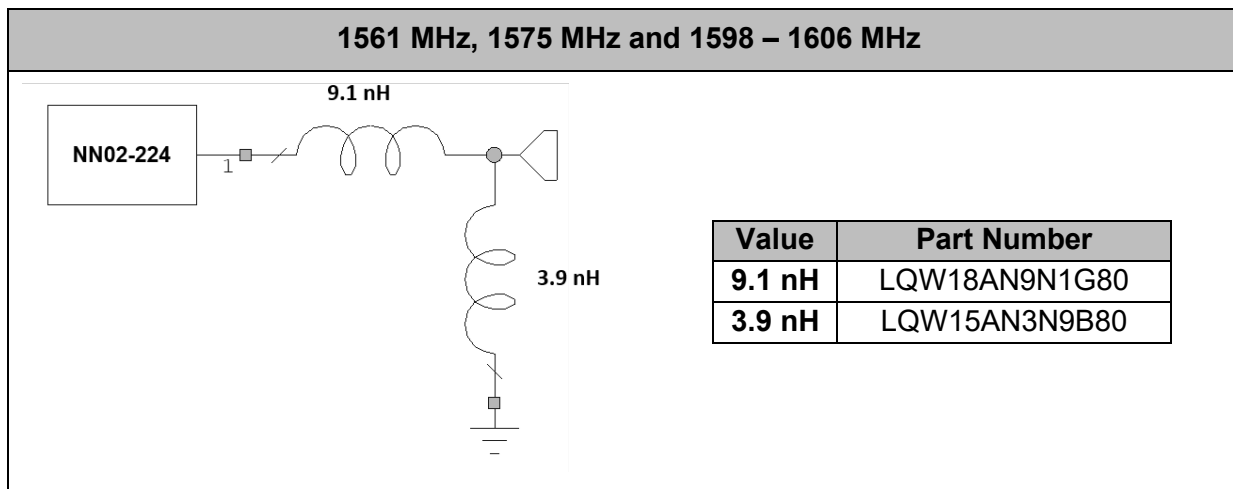 1561 MHz, 1575 MHz and 1598 – 1606 MHz
9.1 nH
NN02-224
1
3.9 nH
Value Part Number
9.1 nH LQW18AN9N1G80
3.9 nH LQW15AN3N9B80